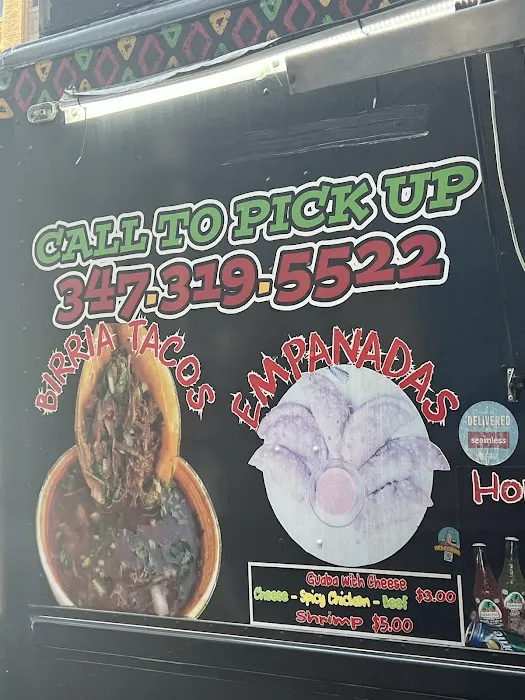 CALL TO PICK UP
347.319.5522
BIRRIA TACOS
EMPANADAS
DELIVERED
seamless
Ho
Guaba with Cheese
Cheese - Spicy Chicken - Beef $3.00
Shrimp $5.00